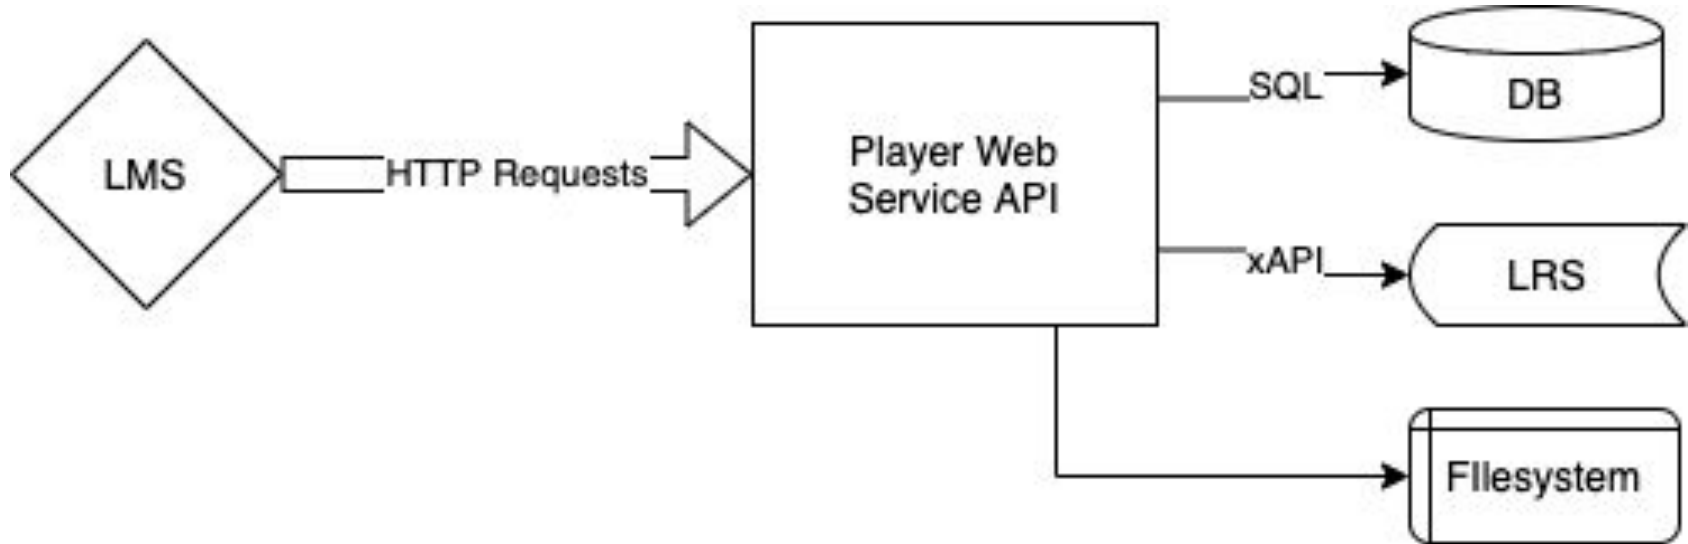 LMS
HTTP Requests
Player Web
Service API
SQL
DB
xAPI
LRS
FIlesystem